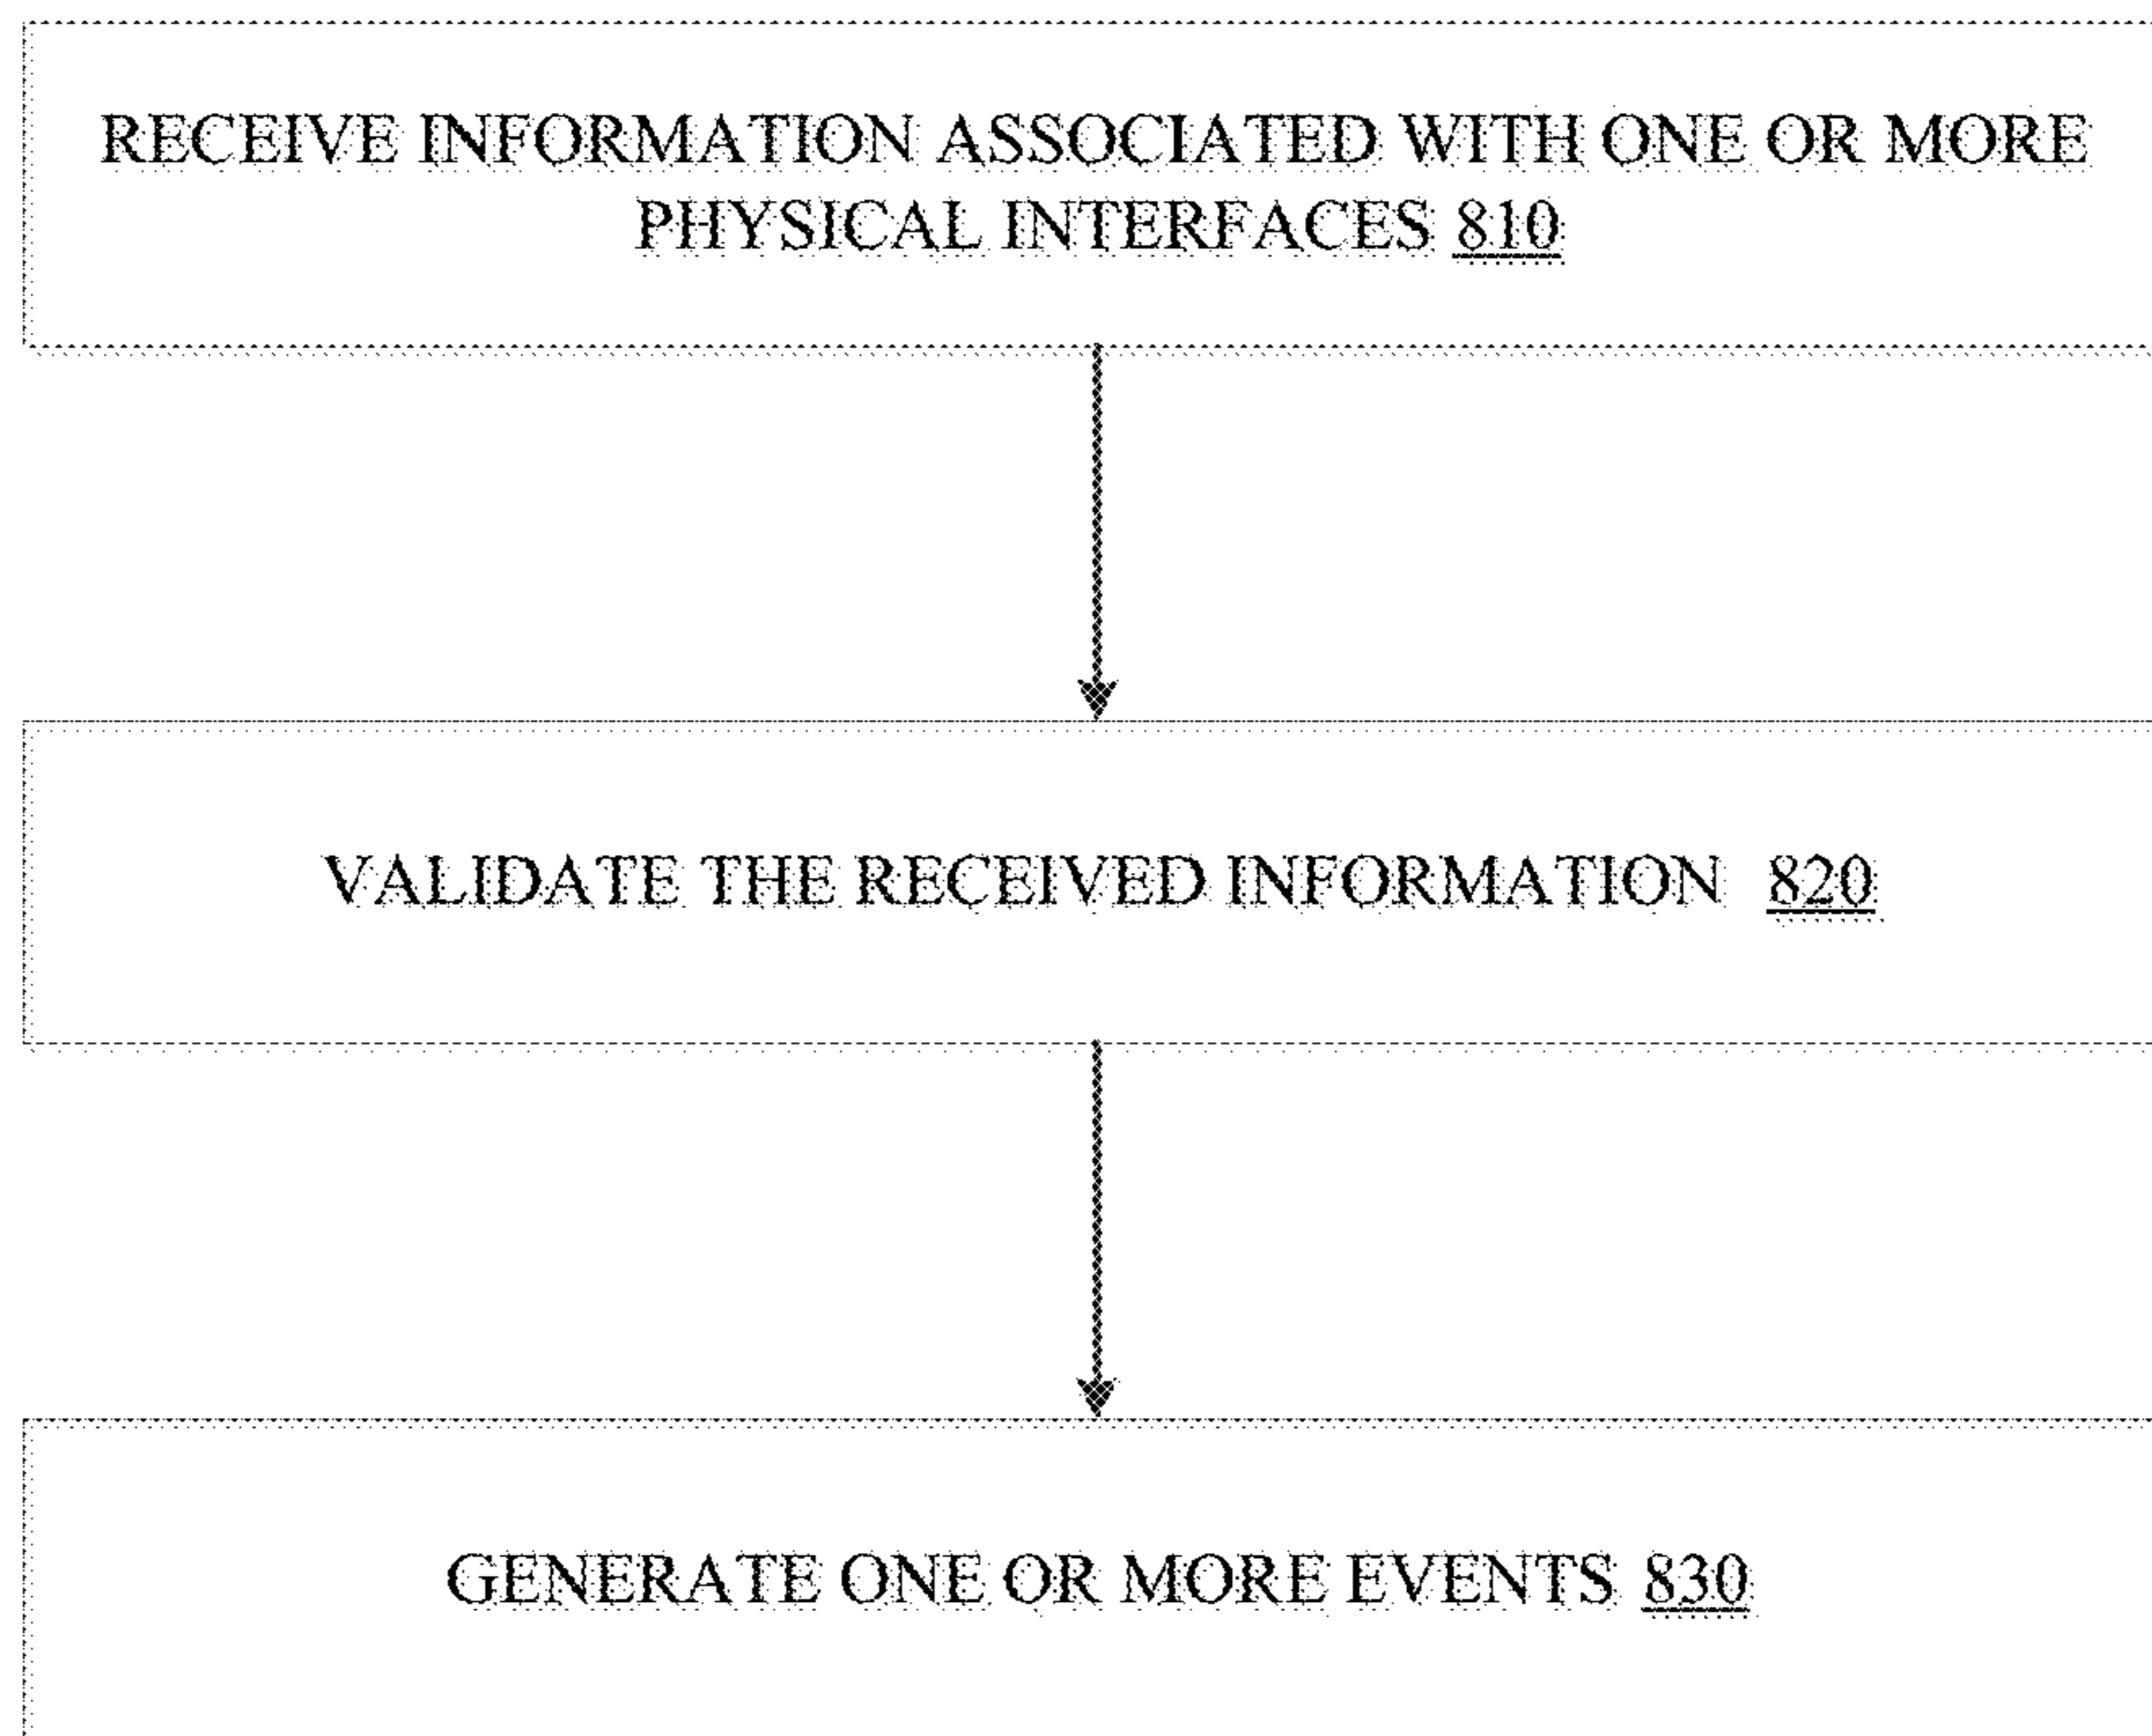 RECEIVE INFORMATION ASSOCIATED WITH ONE OR MORE
PHYSICAL INTERFACES 810
VALIDATE THE RECEIVED INFORMATION 820
GENERATE ONE OR MORE EVENTS 830